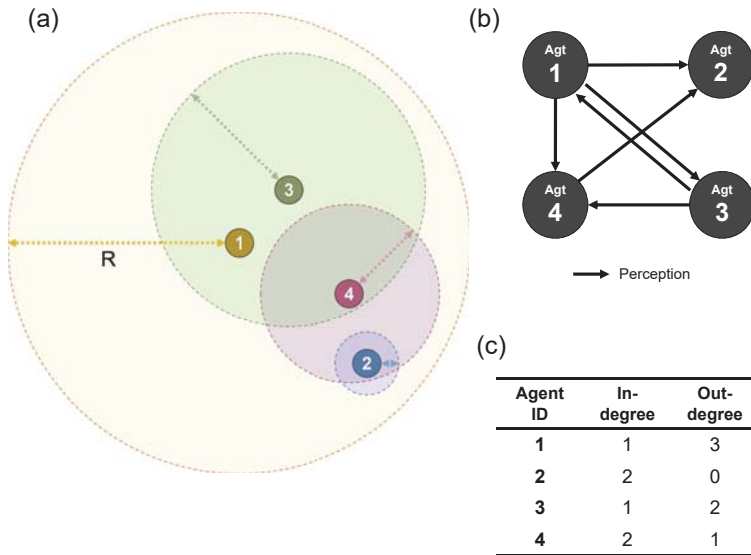 (a)
3
1
R
4
2
(b)
Agt
1
Agt
2
Agt
4
Agt
3
Perception
(c)
Agent ID In-degree Out-degree
1 1 3
2 2 0
3 1 2
4 2 1